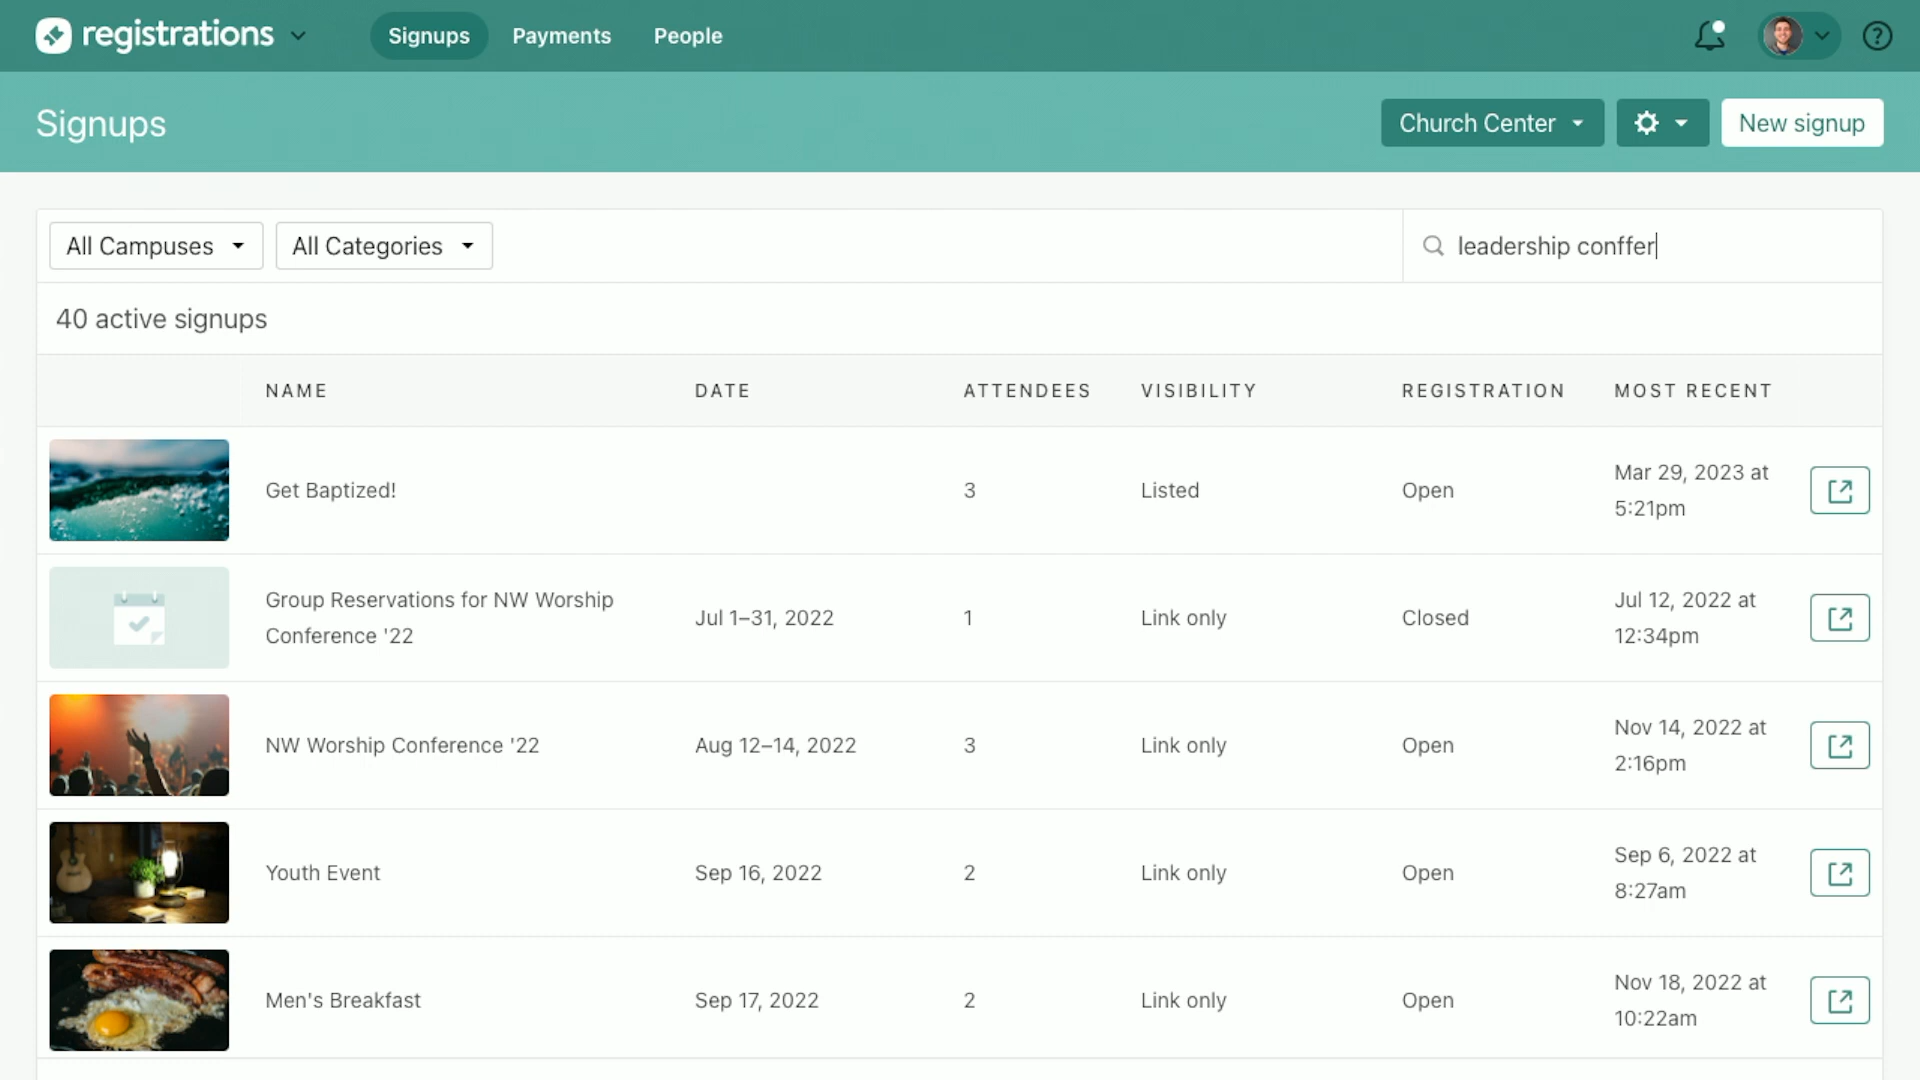 registrations
Signups
Payments
People
?
Signups
Church Center
New signup
All Campuses
All Categories
leadership conffer
40 active signups
NAME
DATE
ATTENDEES
VISIBILITY
REGISTRATION
MOST RECENT
Get Baptized!
3
Listed
Open
Mar 29, 2023 at
5:21pm
Group Reservations for NW Worship
Conference '22
Jul 1–31, 2022
1
Link only
Closed
Jul 12, 2022 at
12:34pm
NW Worship Conference '22
Aug 12–14, 2022
3
Link only
Open
Nov 14, 2022 at
2:16pm
Youth Event
Sep 16, 2022
2
Link only
Open
Sep 6, 2022 at
8:27am
Men's Breakfast
Sep 17, 2022
2
Link only
Open
Nov 18, 2022 at
10:22am